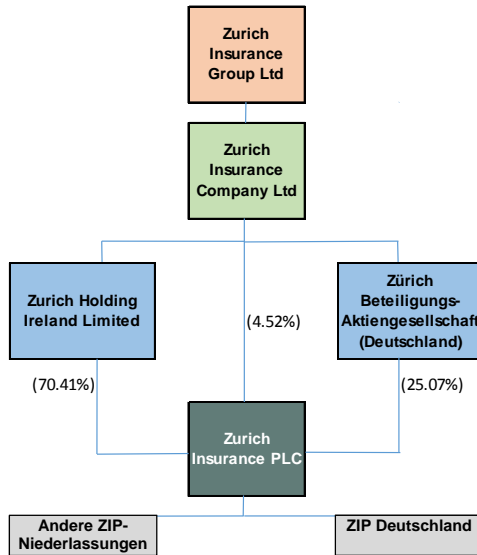 Zurich
Insurance
Group Ltd
Zurich
Insurance
Company Ltd
Zurich Holding
Ireland Limited
(4.52%)
Zürich
Beteiligungs-
Aktiengesellschaft
(Deutschland)
(70.41%)
(25.07%)
Zurich
Insurance PLC
Andere ZIP-
Niederlassungen
ZIP Deutschland